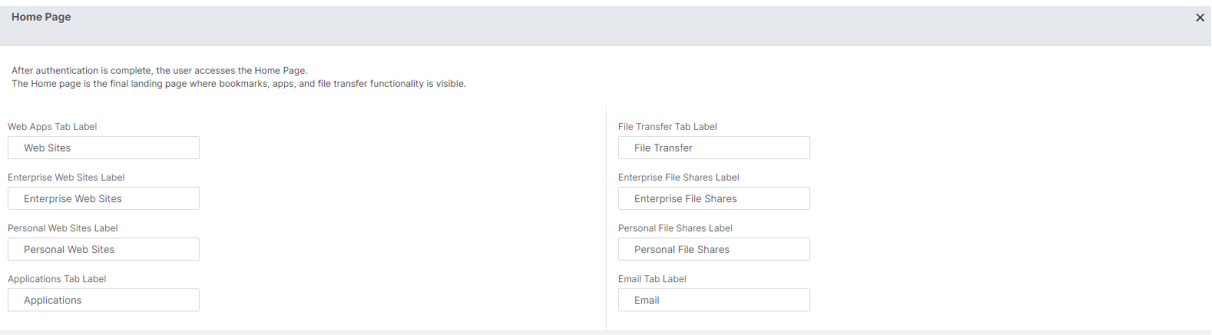 Home Page
After authentication is complete, the user accesses the Home Page.
The Home page is the final landing page where bookmarks, apps, and file transfer functionality is visible.
Web Apps Tab Label
Web Sites
Enterprise Web Sites Label
Enterprise Web Sites
Personal Web Sites Label
Personal Web Sites
Applications Tab Label
Applications
File Transfer Tab Label
File Transfer
Enterprise File Shares Label
Enterprise File Shares
Personal File Shares Label
Personal File Shares
Email Tab Label
Email